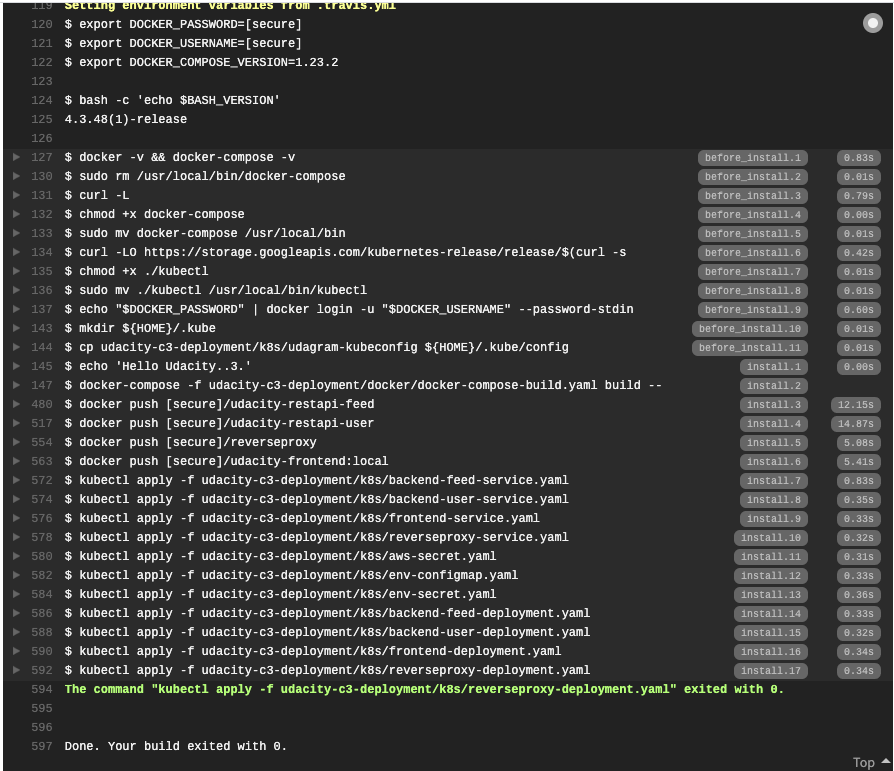 119 Setting environment variables from .travis.yml
120 $ export DOCKER_PASSWORD=[secure]
121 $ export DOCKER_USERNAME=[secure]
122 $ export DOCKER_COMPOSE_VERSION=1.23.2
123
124 $ bash -c 'echo $BASH_VERSION'
125 4.3.48(1)-release
126
127 $ docker -v && docker-compose -v before_install.1 0.83s
130 $ sudo rm /usr/local/bin/docker-compose before_install.2 0.01s
131 $ curl -L before_install.3 0.79s
132 $ chmod +x docker-compose before_install.4 0.00s
133 $ sudo mv docker-compose /usr/local/bin before_install.5 0.01s
134 $ curl -LO https://storage.googleapis.com/kubernetes-release/release/$(curl -s before_install.6 0.42s
135 $ chmod +x ./kubectl before_install.7 0.01s
136 $ sudo mv ./kubectl /usr/local/bin/kubectl before_install.8 0.01s
137 $ echo "$DOCKER_PASSWORD" | docker login -u "$DOCKER_USERNAME" --password-stdin before_install.9 0.60s
143 $ mkdir ${HOME}/.kube before_install.10 0.01s
144 $ cp udacity-c3-deployment/k8s/udagram-kubeconfig ${HOME}/.kube/config before_install.11 0.01s
145 $ echo 'Hello Udacity..3.' install.1 0.00s
147 $ docker-compose -f udacity-c3-deployment/docker/docker-compose-build.yaml build -- install.2
480 $ docker push [secure]/udacity-restapi-feed install.3 12.15s
517 $ docker push [secure]/udacity-restapi-user install.4 14.87s
554 $ docker push [secure]/reverseproxy install.5 5.08s
563 $ docker push [secure]/udacity-frontend:local install.6 5.41s
572 $ kubectl apply -f udacity-c3-deployment/k8s/backend-feed-service.yaml install.7 0.83s
574 $ kubectl apply -f udacity-c3-deployment/k8s/backend-user-service.yaml install.8 0.35s
576 $ kubectl apply -f udacity-c3-deployment/k8s/frontend-service.yaml install.9 0.33s
578 $ kubectl apply -f udacity-c3-deployment/k8s/reverseproxy-service.yaml install.10 0.32s
580 $ kubectl apply -f udacity-c3-deployment/k8s/aws-secret.yaml install.11 0.31s
582 $ kubectl apply -f udacity-c3-deployment/k8s/env-configmap.yaml install.12 0.33s
584 $ kubectl apply -f udacity-c3-deployment/k8s/env-secret.yaml install.13 0.36s
586 $ kubectl apply -f udacity-c3-deployment/k8s/backend-feed-deployment.yaml install.14 0.33s
588 $ kubectl apply -f udacity-c3-deployment/k8s/backend-user-deployment.yaml install.15 0.32s
590 $ kubectl apply -f udacity-c3-deployment/k8s/frontend-deployment.yaml install.16 0.34s
592 $ kubectl apply -f udacity-c3-deployment/k8s/reverseproxy-deployment.yaml install.17 0.34s
594 The command "kubectl apply -f udacity-c3-deployment/k8s/reverseproxy-deployment.yaml" exited with 0.
595
596
597 Done. Your build exited with 0.
Top